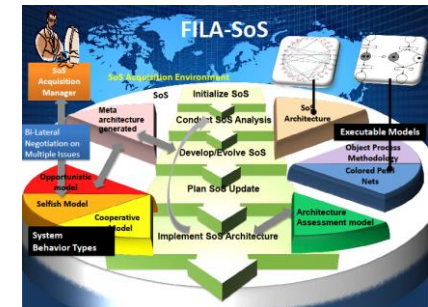 FILA-SoS
SoS
Acquisition
Manager
SoS Acquisition Environment
SoS
Initialize SoS
Meta
architecture
generated
Conduct SoS Analysis
SoS
Architecture
Executable Models
Bi-Lateral
Negotiation on
Multiple Issues
Develop/Evolve SoS
Object Process
Methodology
Colored Petri
Nets
Opportunistic
model
Plan SoS Update
Selfish Model
Cooperative
Model
System
Behavior Types
Implement SoS Architecture
Architecture
Assessment model